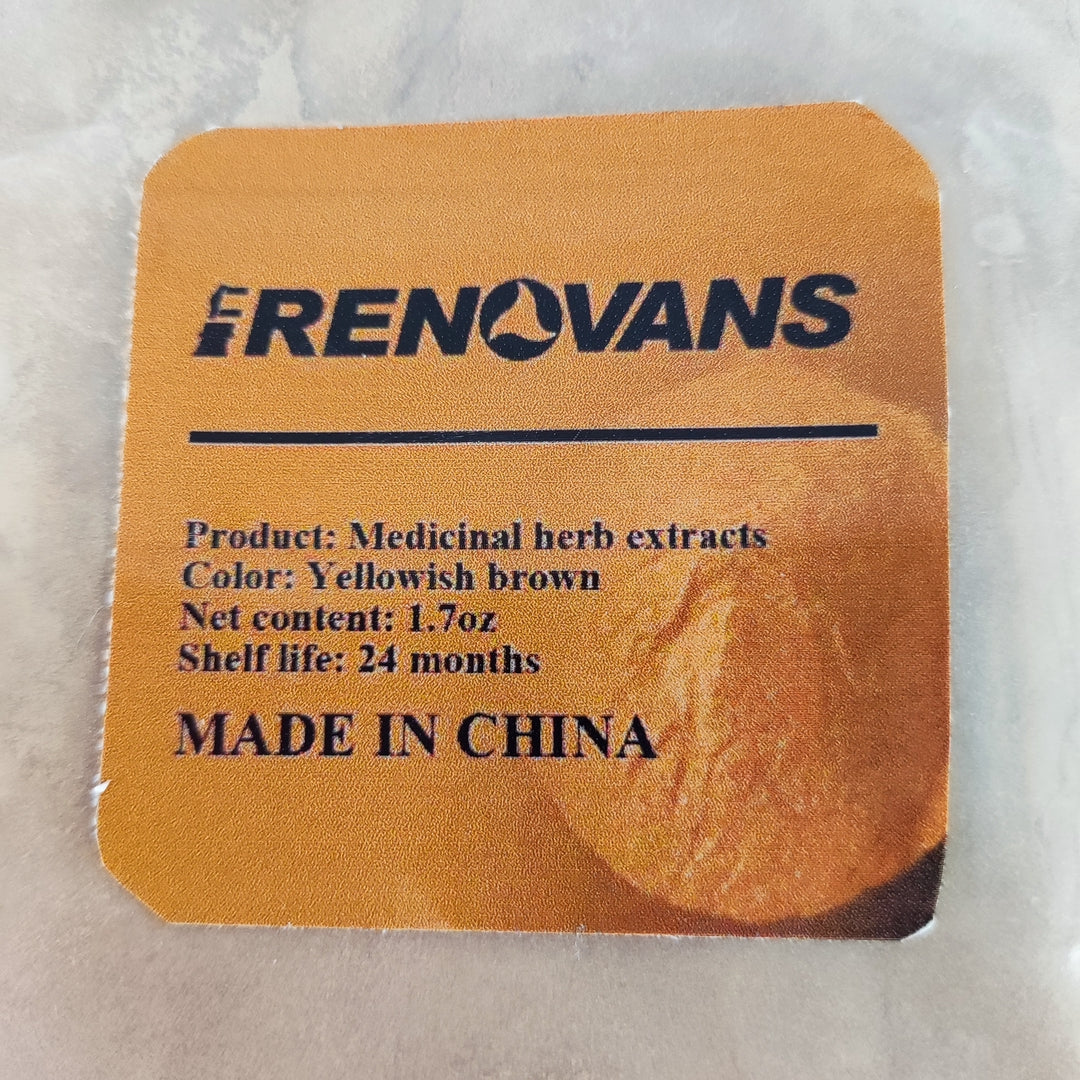 RENOVANS
Product: Medicinal herb extracts
Color: Yellowish brown
Net content: 1.7oz
Shelf life: 24 months
MADE IN CHINA